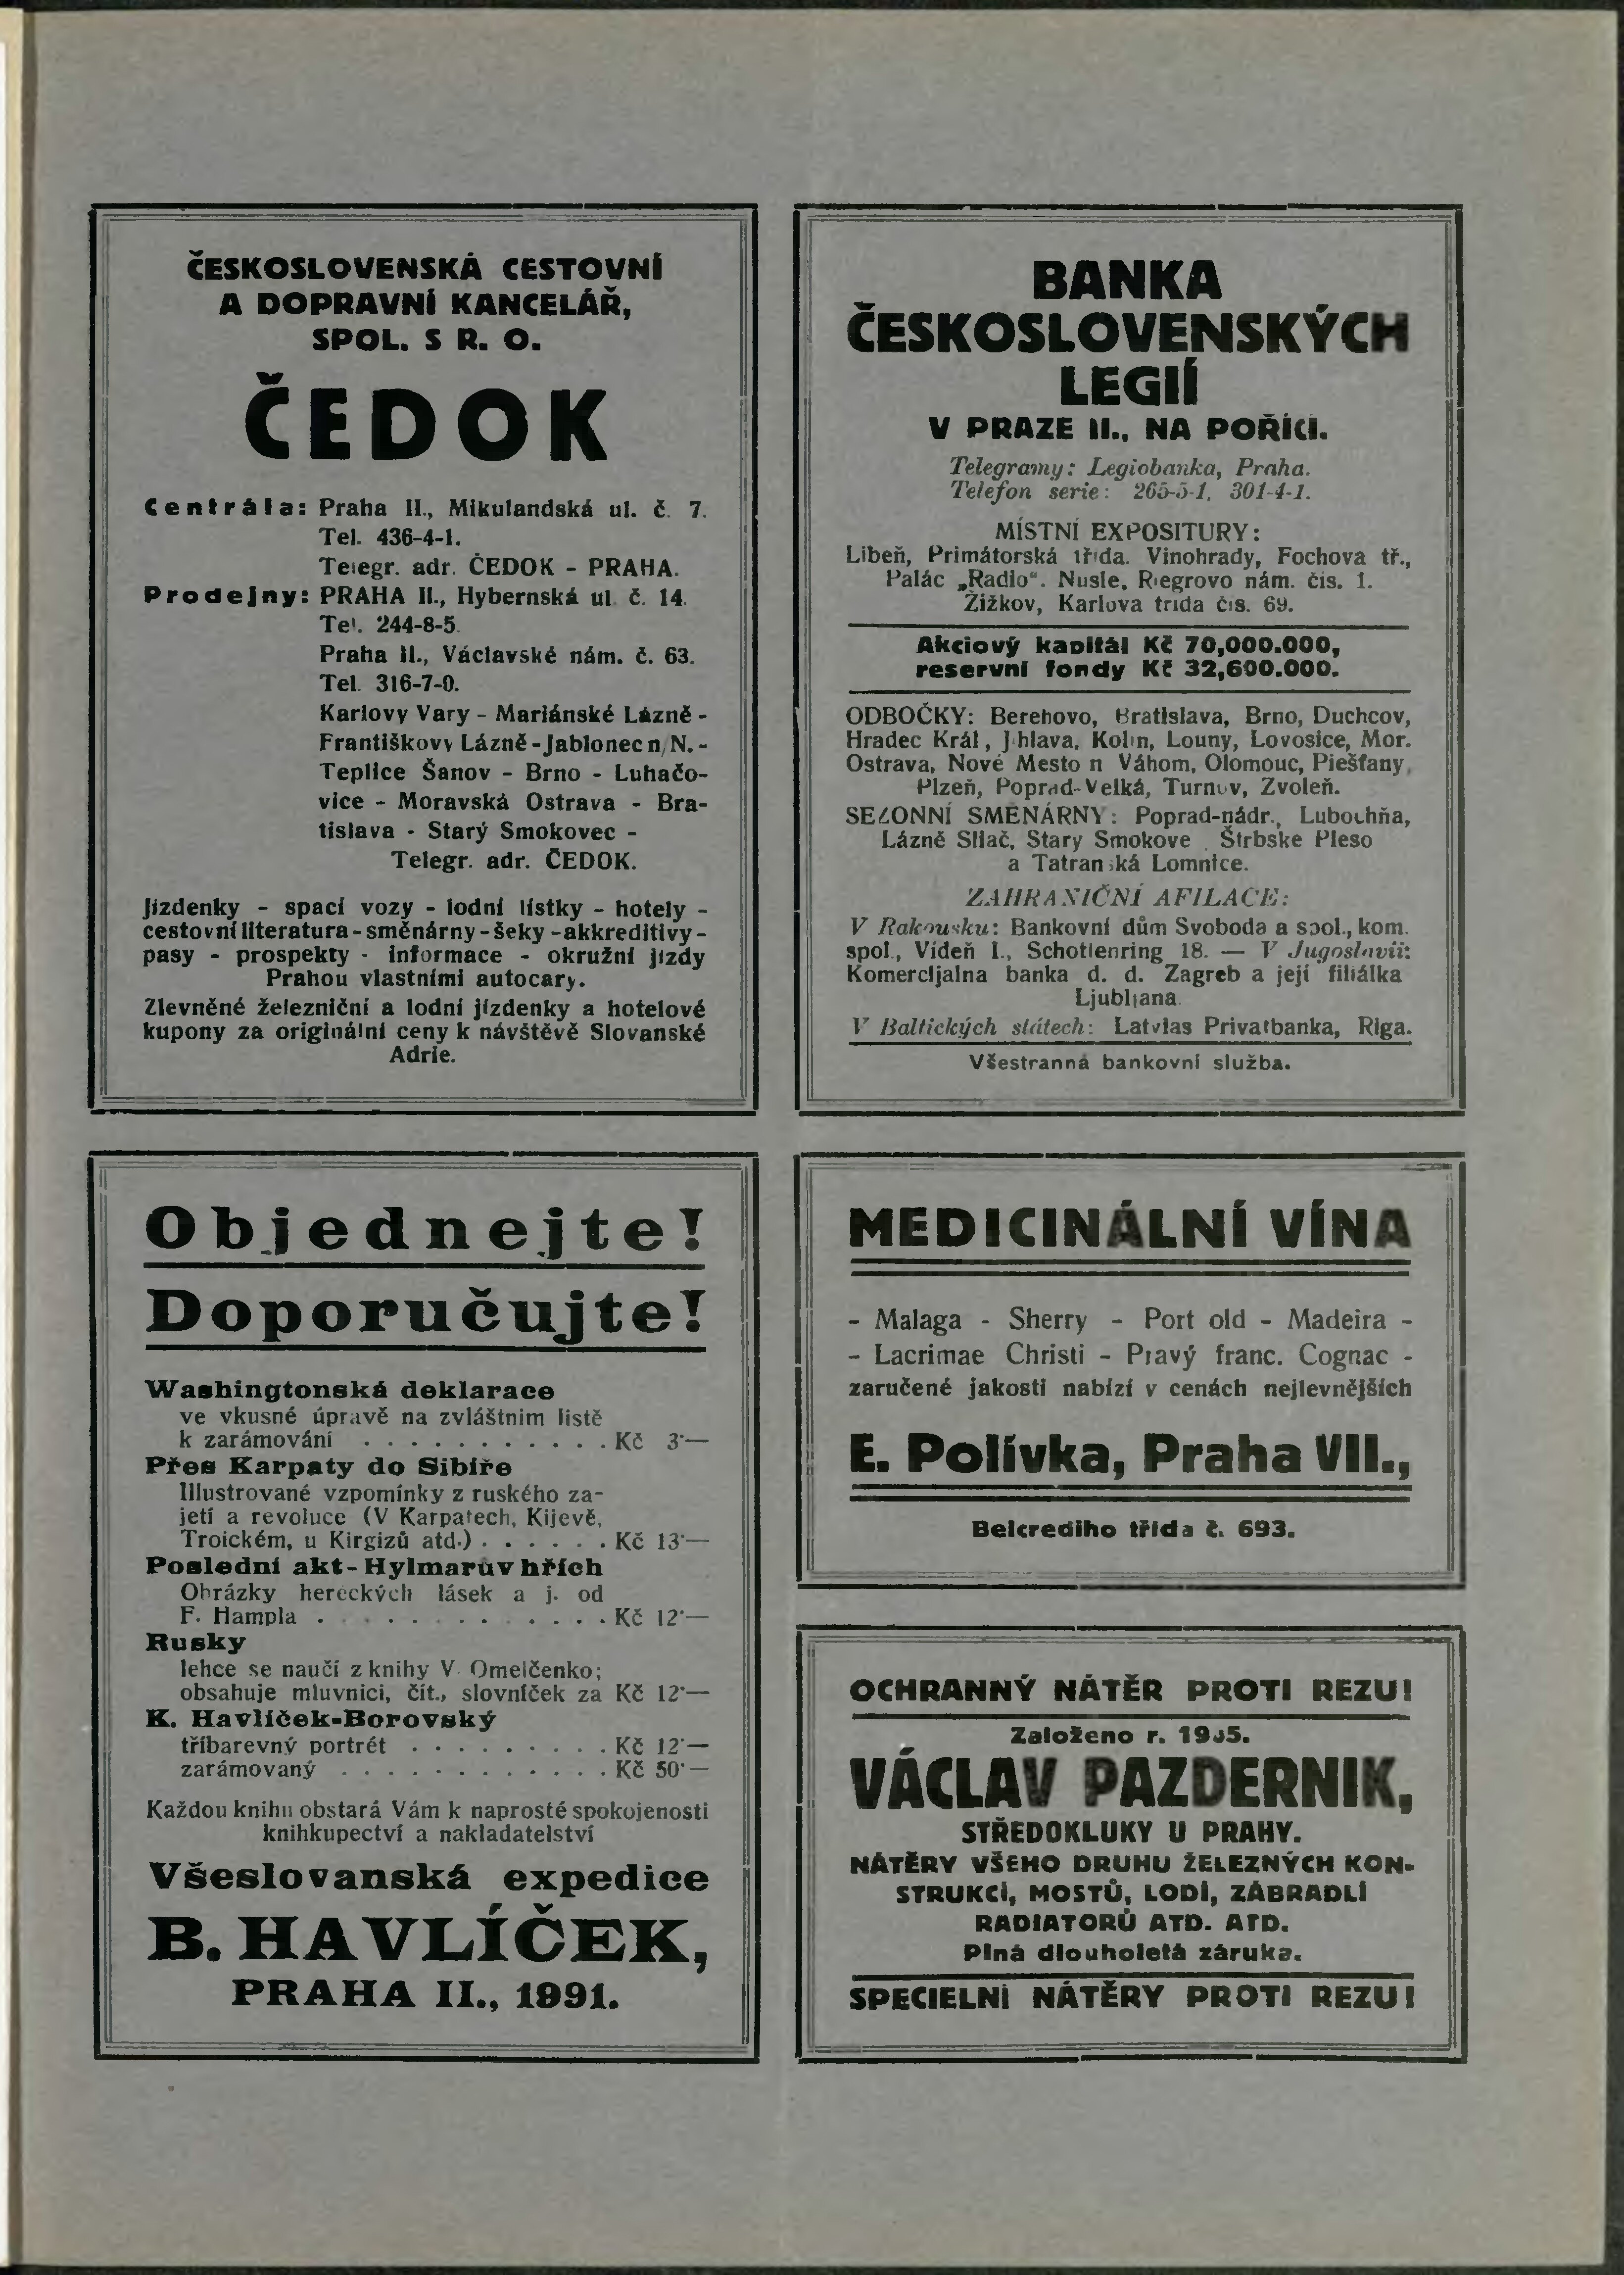 ČESKOSLOVENSKÁ CESTOVNÍ
A DOPRAVNÍ KANCELÁŘ,
SPOL. S R. O.
ČEDOK
Centrála: Praha II., Mikulandská ul. č. 7.
Tel. 436-4-1.
Telegr. adr. ČEDOK - PRAHA.
Prodejny: PRAHA II., Hybernská ul. č. 14.
Tel. 244-8-5.
Praha II., Václavské nám. č. 63.
Tel. 316-7-0.
Karlovy Vary - Mariánské Lázně -
Františkovy Lázně - Jablonec n/N. -
Teplice Šanov - Brno - Luhačo-
vice - Moravská Ostrava - Bra-
tislava - Starý Smokovec -
Telegr. adr. ČEDOK.
Jízdenky - spací vozy - lodní lístky - hotely -
cestovní literatura - směnárny - šeky - akkreditivy -
pasy - prospekty - informace - okružní jízdy
Prahou vlastními autocary.
Zlevněné železniční a lodní jízdenky a hotelové
kupony za originální ceny k návštěvě Slovanské
Adrie.
BANKA
ČESKOSLOVENSKÝCH
LEGIÍ
V PRAZE II., NA POŘÍČÍ.
Telegramy: Legiobanka, Praha.
Telefon serie: 265-5-1, 301-4-1.
MÍSTNÍ EXPOSITURY:
Libeň, Primátorská třída. Vinohrady, Fochova tř.,
Palác „Radio“. Nusle, Riegrovo nám. čís. 1.
Žižkov, Karlova třída čís. 69.
Akciový kapitál Kč 70,000.000,
reservní fondy Kč 32,600.000.
ODBOČKY: Berehovo, Bratislava, Brno, Duchcov,
Hradec Král, Jihlava, Kolín, Louny, Lovosice, Mor.
Ostrava, Nové Mesto n Váhom, Olomouc, Piešťany,
Plzeň, Poprad-Velká, Turnov, Zvoleň.
SEZONNÍ SMĚNÁRNY: Poprad-nádr., Lubochňa,
Lázně Sliač, Stary Smokove , Štrbske Pleso
a Tatranská Lomnice.
ZAHRANIČNÍ AFILACE:
V Rakousku: Bankovní dům Svoboda a spol., kom.
spol., Vídeň I., Schottenring 18. — V Jugoslavii:
Komercijalna banka d. d. Zagreb a její filiálka
Ljubljana.
V Baltických státech: Latvias Privatbanka, Riga.
Všestranná bankovní služba.
Objednejte!
Doporučujte!
Washingtonská deklarace
ve vkusné úpravě na zvláštním listě
k zarámování . . . . . . . . . . . Kč 3·—
Přes Karpaty do Sibiře
Illustrované vzpomínky z ruského za-
jetí a revoluce (V Karpatech, Kijevě,
Troickém, u Kirgizů atd.) . . . . . . Kč 13·—
Poslední akt - Hylmarův hřích
Obrázky hereckých lásek a j. od
F. Hampla . . . . . . . . . . . . . Kč 12·—
Rusky
lehce se naučí z knihy V. Omelčenko;
obsahuje mluvnici, čít., slovníček za Kč 12·—
K. Havlíček-Borovský
tříbarevný portrét . . . . . . . . . Kč 12·—
zarámovaný . . . . . . . . . . . . Kč 50·—
Každou knihu obstará Vám k naprosté spokojenosti
knihkupectví a nakladatelství
Všeslovanská expedice
B. HAVLÍČEK,
PRAHA II., 1991.
MEDICINÁLNÍ VÍNA
- Malaga - Sherry - Port old - Madeira -
- Lacrimae Christi - Pravý franc. Cognac -
zaručené jakosti nabízí v cenách nejlevnějších
E. Polívka, Praha VII.,
Belcrediho třída č. 693.
OCHRANNÝ NÁTĚR PROTI REZU!
Založeno r. 1905.
VÁCLAV PAZDERNIK,
STŘEDOKLUKY U PRAHY.
NÁTĚRY VŠEHO DRUHU ŽELEZNÝCH KON-
STRUKCÍ, MOSTŮ, LODÍ, ZÁBRADLÍ
RADIATORŮ ATD. ATD.
Plná dlouholetá záruka.
SPECIELNÍ NÁTĚRY PROTI REZU!